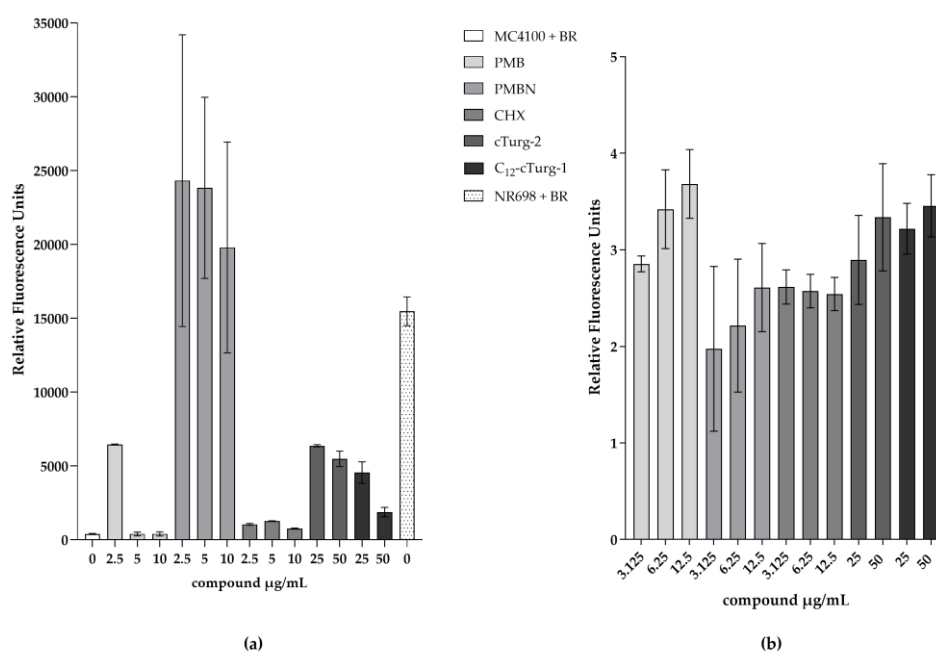 35000
30000
25000
20000
15000
10000
5000
0
Relative Fluorescence Units
0 2.5 5 10 2.5 5 10 2.5 5 10 25 50 25 50 0
compound µg/mL
(a)
MC4100 + BR
PMB
PMBN
CHX
cTurg-2
C₁₂-cTurg-1
NR698 + BR
5
4
3
2
1
0
Relative Fluorescence Units
3.125 6.25 12.5 3.125 6.25 12.5 3.125 6.25 12.5 25 50 25 50
compound µg/mL
(b)